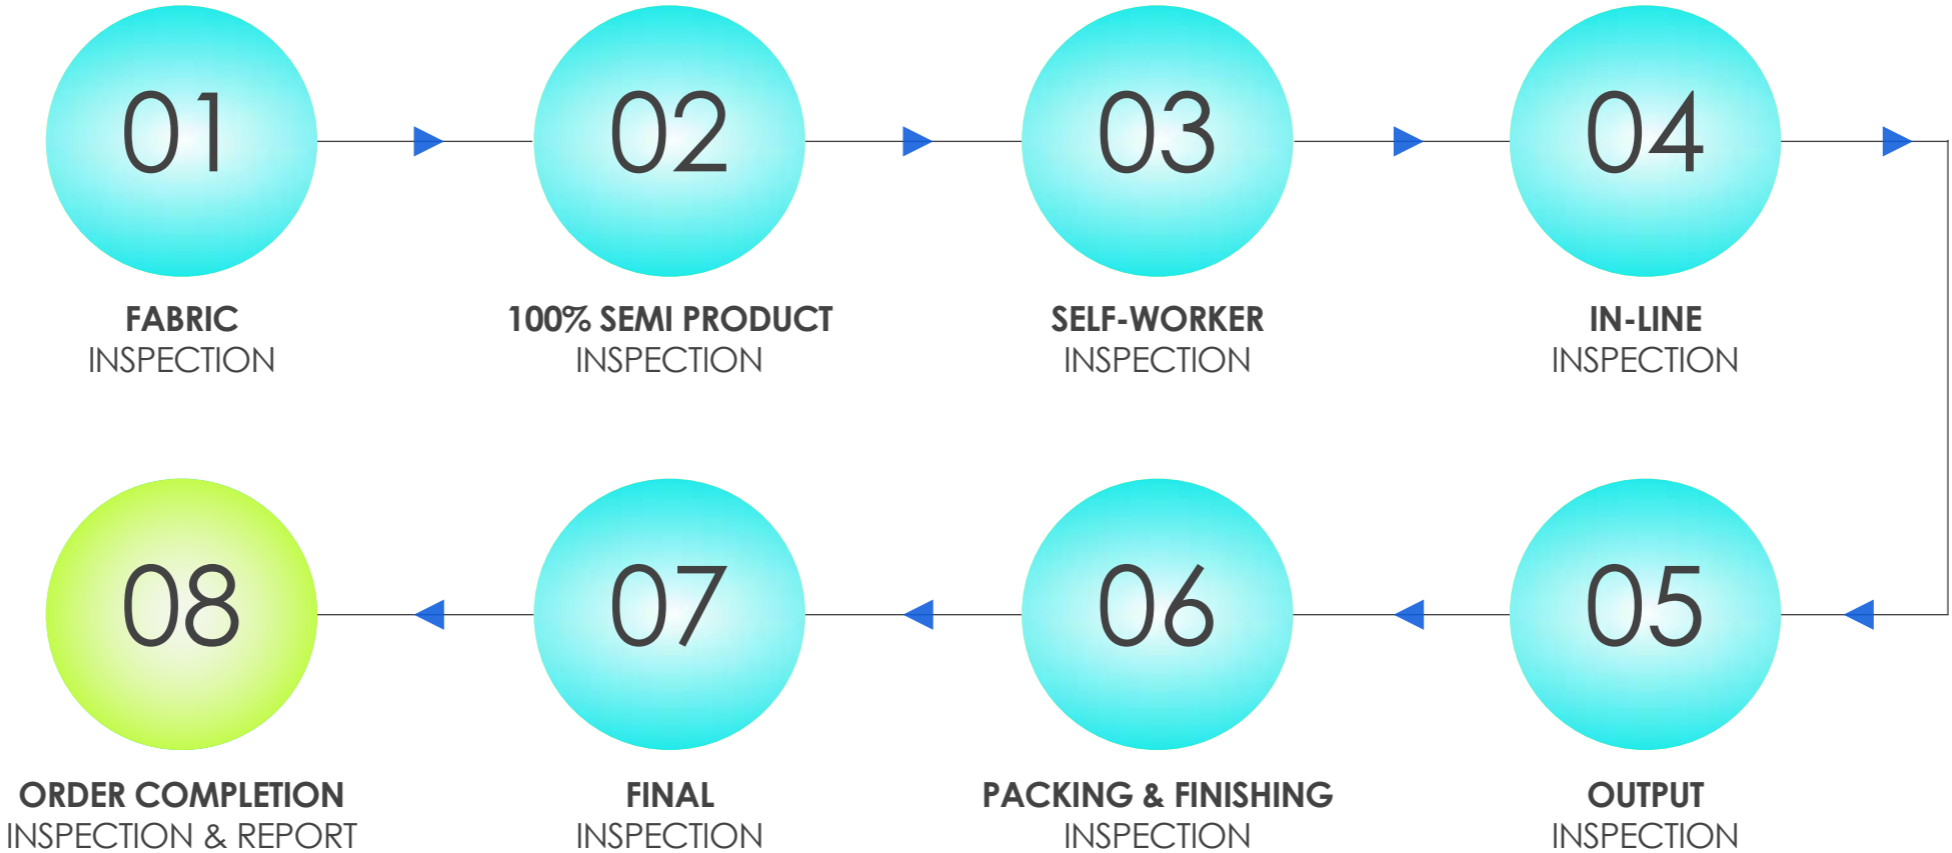 01
02
03
04
FABRIC
INSPECTION
100% SEMI PRODUCT
INSPECTION
SELF-WORKER
INSPECTION
IN-LINE
INSPECTION
05
06
07
08
OUTPUT
INSPECTION
PACKING & FINISHING
INSPECTION
FINAL
INSPECTION
ORDER COMPLETION
INSPECTION & REPORT